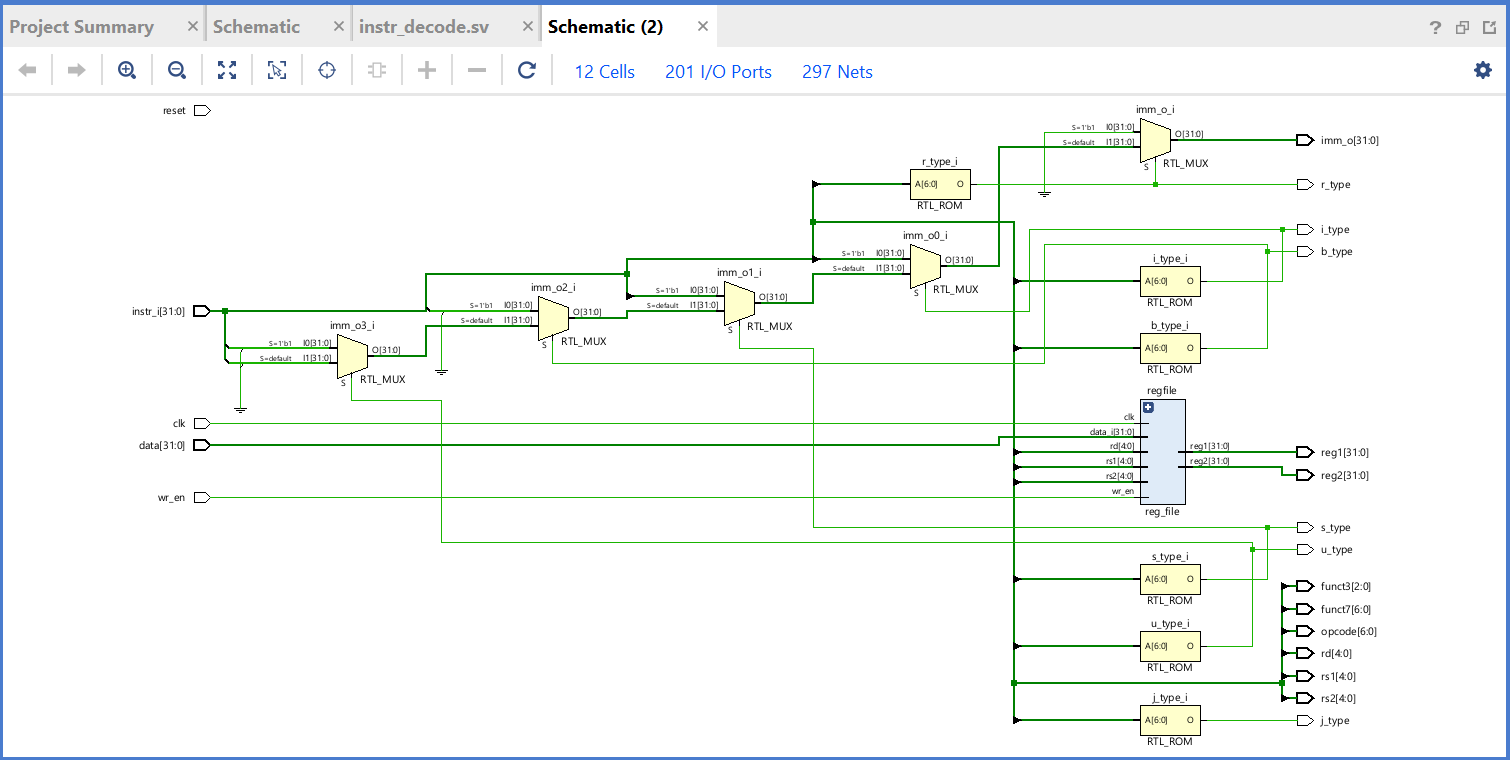 Project Summary Schematic instr_decode.sv Schematic (2)
12 Cells 201 I/O Ports 297 Nets
reset
imm_o_i
S=1'b1 I0[31:0]
S=default I1[31:0]
O[31:0]
S
RTL_MUX
imm_o[31:0]
r_type_i
A[6:0] O
RTL_ROM
r_type
i_type
b_type
imm_o0_i
S=1'b1 I0[31:0]
S=default I1[31:0]
O[31:0]
S
RTL_MUX
i_type_i
A[6:0] O
RTL_ROM
imm_o1_i
S=1'b1 I0[31:0]
S=default I1[31:0]
O[31:0]
S
RTL_MUX
imm_o2_i
S=1'b1 I0[31:0]
S=default I1[31:0]
O[31:0]
S
RTL_MUX
instr_i[31:0]
imm_o3_i
S=1'b1 I0[31:0]
S=default I1[31:0]
O[31:0]
S
RTL_MUX
b_type_i
A[6:0] O
RTL_ROM
regfile
clk
data[31:0]
wr_en
clk
data_i[31:0]
rd[4:0]
rs1[4:0]
rs2[4:0]
wr_en
reg1[31:0]
reg2[31:0]
reg_file
reg1[31:0]
reg2[31:0]
s_type
u_type
s_type_i
A[6:0] O
RTL_ROM
funct3[2:0]
funct7[6:0]
opcode[6:0]
rd[4:0]
rs1[4:0]
rs2[4:0]
u_type_i
A[6:0] O
RTL_ROM
j_type_i
A[6:0] O
RTL_ROM
j_type